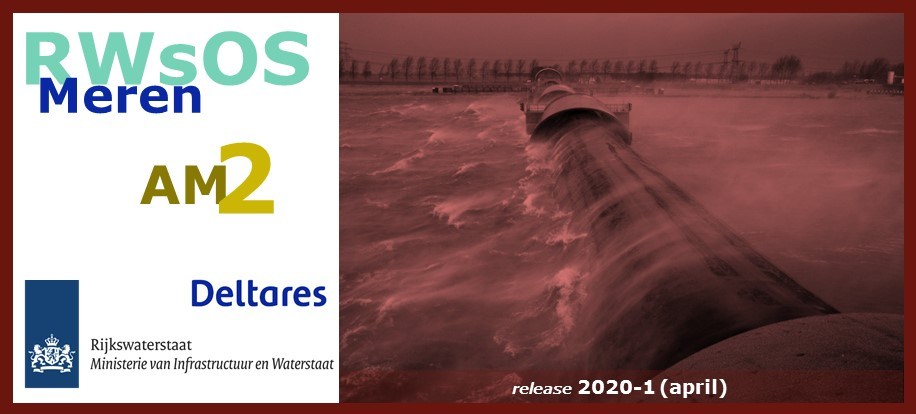 RWsOS
Meren
AM2
Deltares
Rijkswaterstaat
Ministerie van Infrastructuur en Waterstaat
release 2020-1 (april)